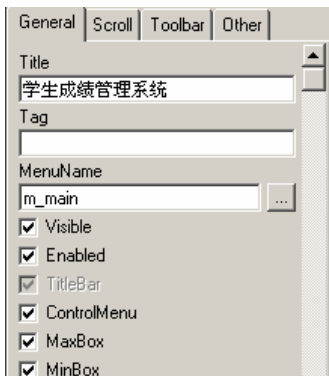 General Scroll Toolbar Other
Title
学生成绩管理系统
Tag
MenuName
m_main ...
Visible
Enabled
TitleBar
ControlMenu
MaxBox
MinBox